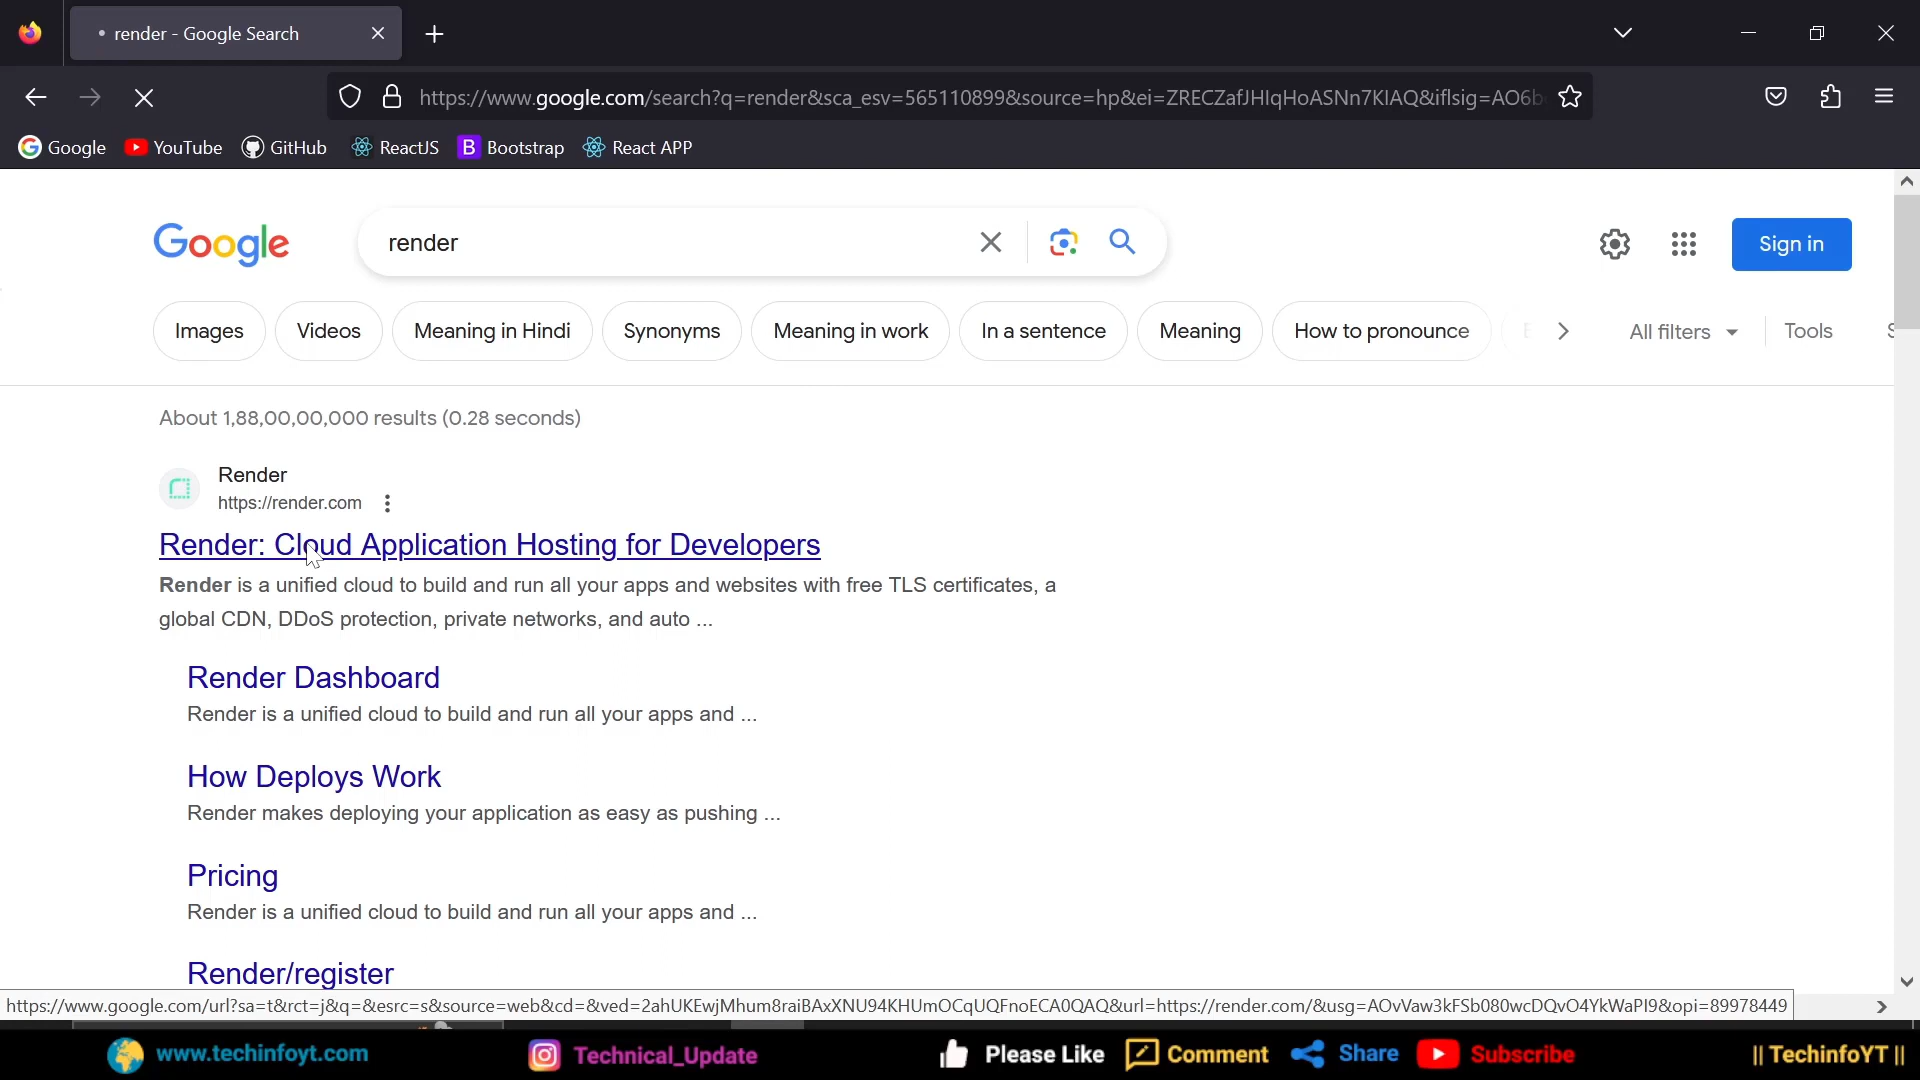 render - Google Search
https://www.google.com/search?q=render&sca_esv=565110899&source=hp&ei=ZRECZafJHIqHoASNn7KIAQ&iflsig=AO6b
Google YouTube GitHub ReactJS Bootstrap React APP
Google render Sign in
Images Videos Meaning in Hindi Synonyms Meaning in work In a sentence Meaning How to pronounce All filters Tools
About 1,88,00,00,000 results (0.28 seconds)
Render
https://render.com
Render: Cloud Application Hosting for Developers
Render is a unified cloud to build and run all your apps and websites with free TLS certificates, a
global CDN, DDoS protection, private networks, and auto ...
Render Dashboard
Render is a unified cloud to build and run all your apps and ...
How Deploys Work
Render makes deploying your application as easy as pushing ...
Pricing
Render is a unified cloud to build and run all your apps and ...
Render/register
https://www.google.com/url?sa=t&rct=j&q=&esrc=s&source=web&cd=&ved=2ahUKEwjMhum8raiBAxXNU94KHUmOCqUQFnoECA0QAQ&url=https://render.com/&usg=AOvVaw3kFSb080wcDQvO4YkWaPI9&opi=89978449
www.techinfoyt.com Technical_Update Please Like Comment Share Subscribe || TechinfoYT ||